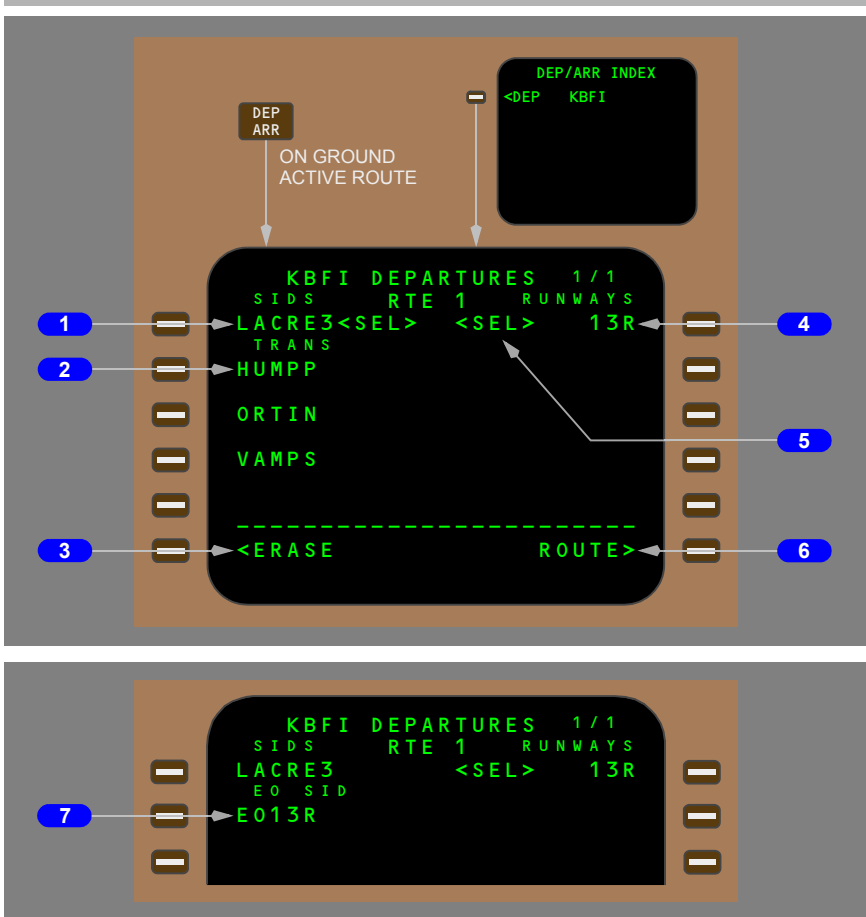 DEP/ARR INDEX
<DEP KBFI
DEP
ARR
ON GROUND
ACTIVE ROUTE
KBFI DEPARTURES 1/1
SIDS RTE 1 RUNWAYS
1 LACRE3<SEL> <SEL> 13R 4
TRANS
2 HUMPP
ORTIN
5
VAMPS
------------------------
3 <ERASE ROUTE> 6
KBFI DEPARTURES 1/1
SIDS RTE 1 RUNWAYS
LACRE3 <SEL> 13R
EO SID
7 EO13R